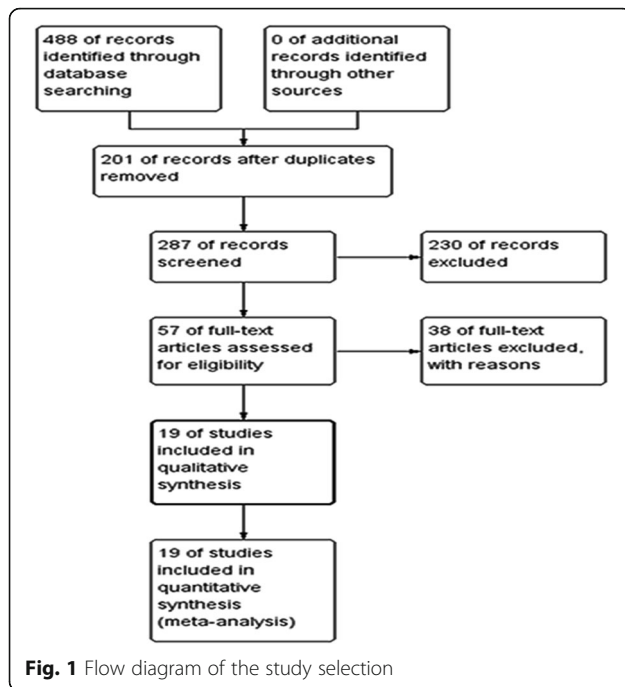 488 of records
identified through
database
searching
0 of additional
records identified
through other
sources
201 of records after duplicates
removed
287 of records
screened
230 of records
excluded
57 of full-text
articles assessed
for eligibility
38 of full-text
articles excluded,
with reasons
19 of studies
included in
qualitative
synthesis
19 of studies
included in
quantitative
synthesis
(meta-analysis)
Fig. 1 Flow diagram of the study selection